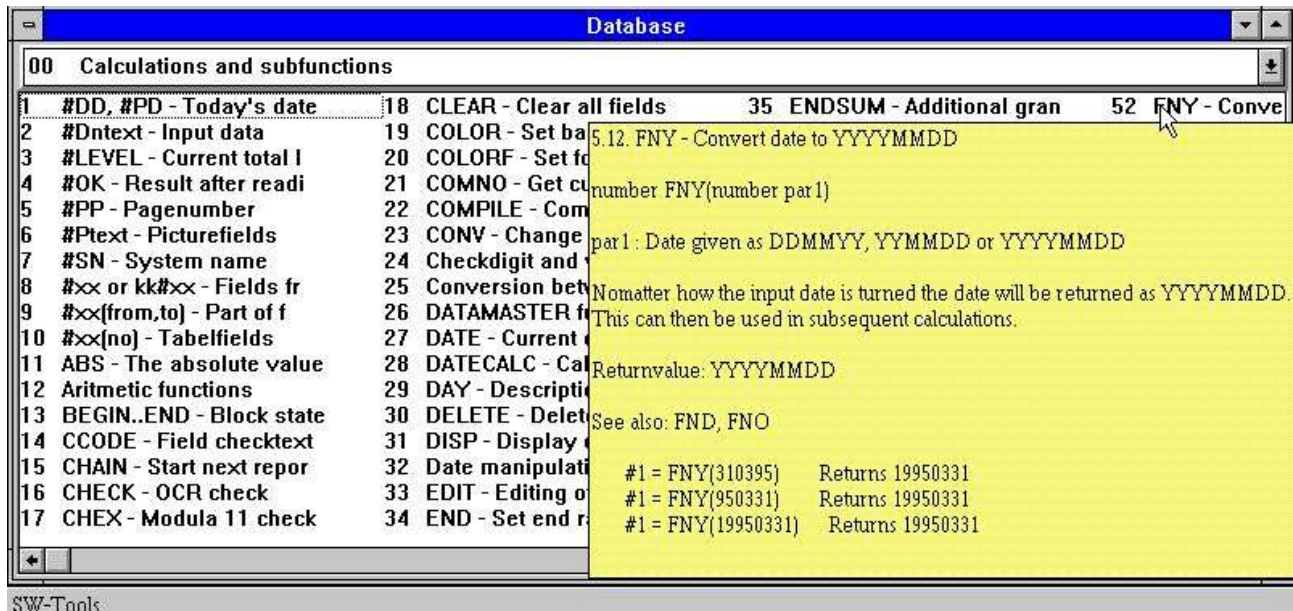 Database
00 Calculations and subfunctions
1 #DD, #PD - Today's date
2 #Dntext - Input data
3 #LEVEL - Current total l
4 #OK - Result after readi
5 #PP - Pagenumber
6 #Ptext - Picturefields
7 #SN - System name
8 #xx or kk#xx - Fields fr
9 #xx(from,to) - Part of f
10 #xx(no) - Tabelfields
11 ABS - The absolute value
12 Aritmetic functions
13 BEGIN..END - Block state
14 CCODE - Field checktext
15 CHAIN - Start next repor
16 CHECK - OCR check
17 CHEX - Modula 11 check
18 CLEAR - Clear all fields
19 COLOR - Set ba
20 COLORF - Set fo
21 COMNO - Get cu
22 COMPILE - Com
23 CONV - Change
24 Checkdigit and
25 Conversion bet
26 DATAMASTER f
27 DATE - Current
28 DATECALC - Cal
29 DAY - Descripti
30 DELETE - Delet
31 DISP - Display
32 Date manipulati
33 EDIT - Editing o
34 END - Set end r
35 ENDSUM - Additional gran
52 FNY - Conve
5.12. FNY - Convert date to YYYYMMDD
number FNY(number par1)
par1 : Date given as DDMMYY, YYMMDD or YYYYMMDD
Nomatter how the input date is turned the date will be returned as YYYYMMDD.
This can then be used in subsequent calculations.
Returnvalue: YYYYMMDD
See also: FND, FNO
#1 = FNY(310395) Returns 19950331
#1 = FNY(950331) Returns 19950331
#1 = FNY(19950331) Returns 19950331
SW-Tools